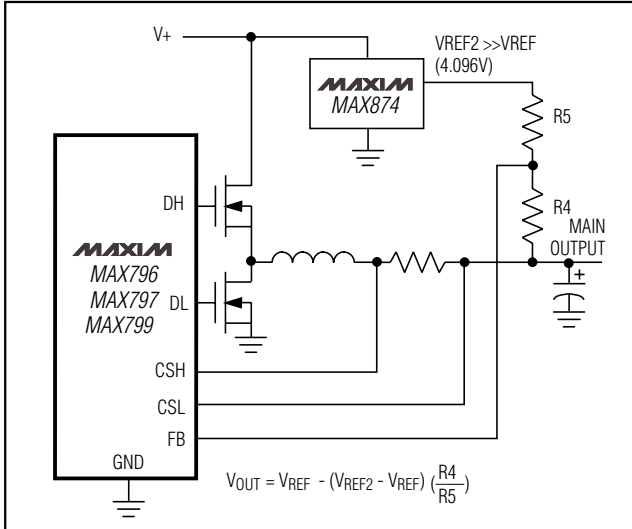 V+
VREF2 >>VREF
(4.096V)
MAXIM
MAX874
R5
R4
MAIN
OUTPUT
+
DH
MAXIM
MAX796
MAX797
MAX799
DL
CSH
CSL
FB
GND
VOUT = VREF - (VREF2 - VREF) (R4/R5)